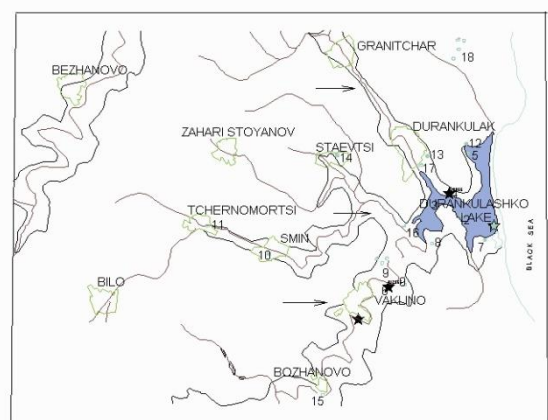 GRANITCHAR
18
BEZHANOVO
DURANKULAK
ZAHARI STOYANOV
12
STAEVTSI
13
5
14
17
DURANKULASHKO
TCHERNOMORTSI
LAKE
11
16
SMIN
8
7
10
BLACK SEA
9
BILO
VAKLINO
BOZHANOVO
15